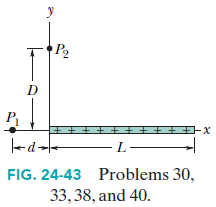 y
P₂
D
P₁
+ + + + + + + + + + x
d L
FIG. 24-43 Problems 30,
33, 38, and 40.